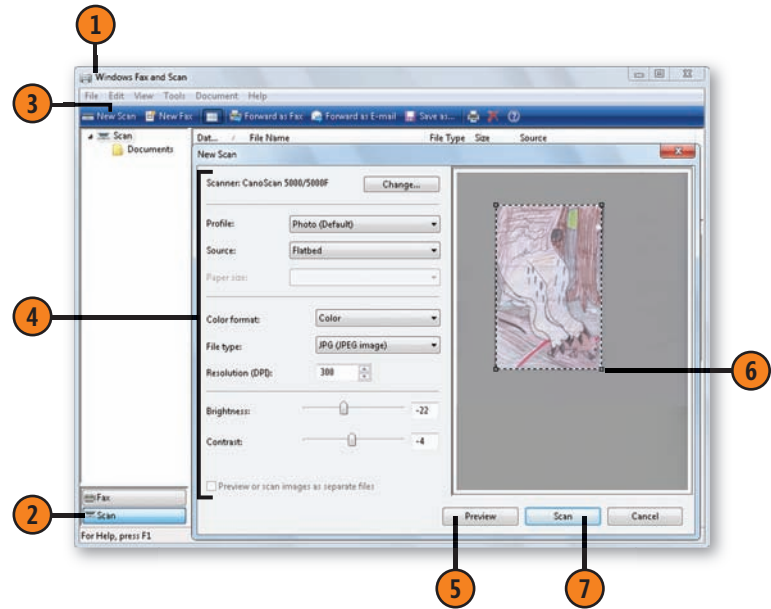 1
Windows Fax and Scan
File Edit View Tools Document Help
3
New Scan New Fax Forward as Fax Forward as E-mail Save as...
Scan
Documents
Dat... File Name File Type Size Source
New Scan
Scanner: CanoScan 5000/5000F Change...
Profile: Photo (Default)
Source: Flatbed
Paper size:
4
Color format: Color
File type: JPG (JPEG image)
Resolution (DPI): 300
6
Brightness: -22
Contrast: -4
Preview or scan images as separate files
Fax
2
Scan
Preview Scan Cancel
For Help, press F1
5 7